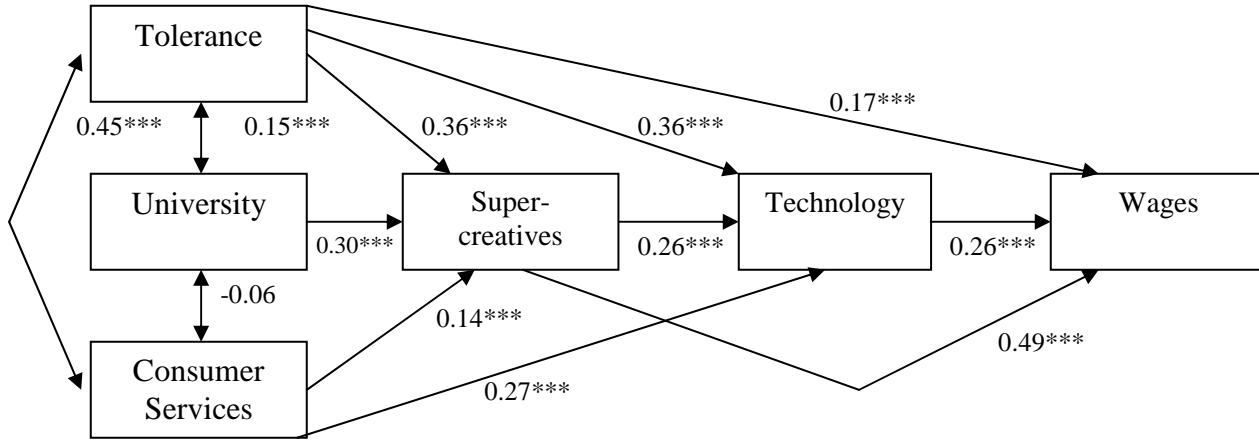 Tolerance
0.17***
0.45***
0.15***
0.36***
0.36***
University
Super-
creatives
Technology
Wages
0.30***
0.26***
0.26***
-0.06
0.14***
0.49***
Consumer
Services
0.27***